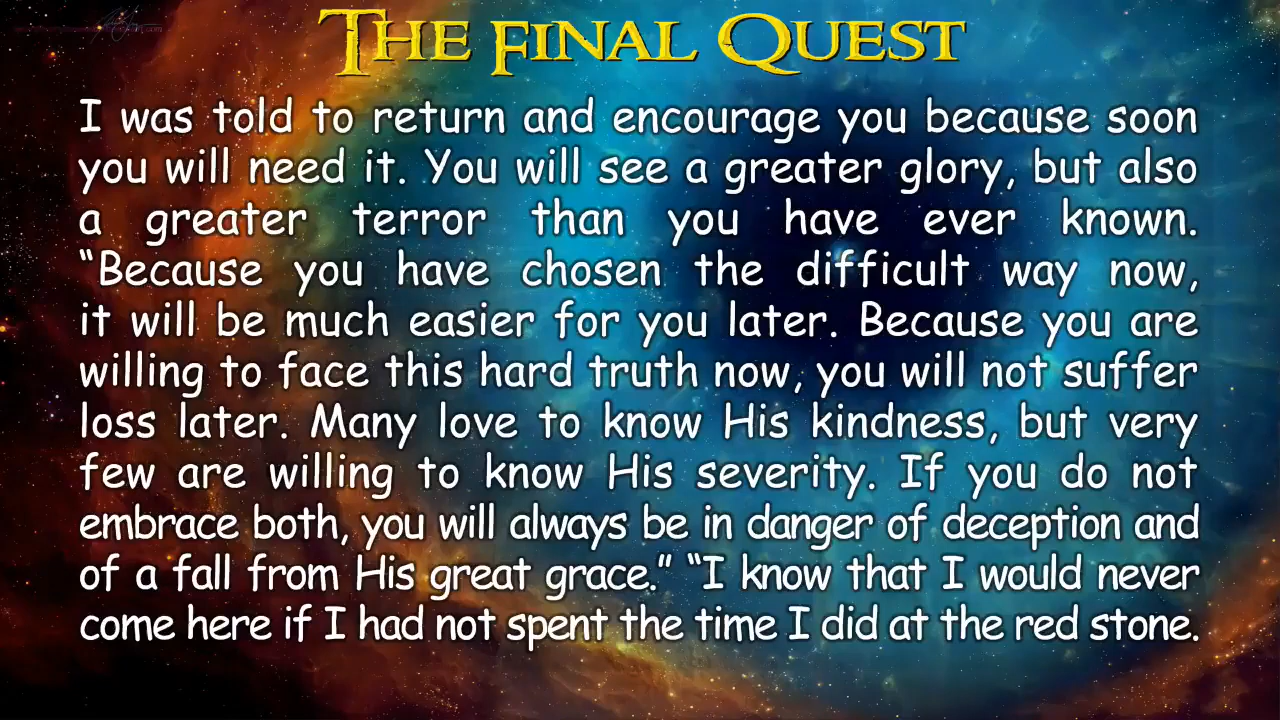 THE FINAL QUEST
I was told to return and encourage you because soon
you will need it. You will see a greater glory, but also
a greater terror than you have ever known.
“Because you have chosen the difficult way now,
it will be much easier for you later. Because you are
willing to face this hard truth now, you will not suffer
loss later. Many love to know His kindness, but very
few are willing to know His severity. If you do not
embrace both, you will always be in danger of deception and
of a fall from His great grace.” “I know that I would never
come here if I had not spent the time I did at the red stone.